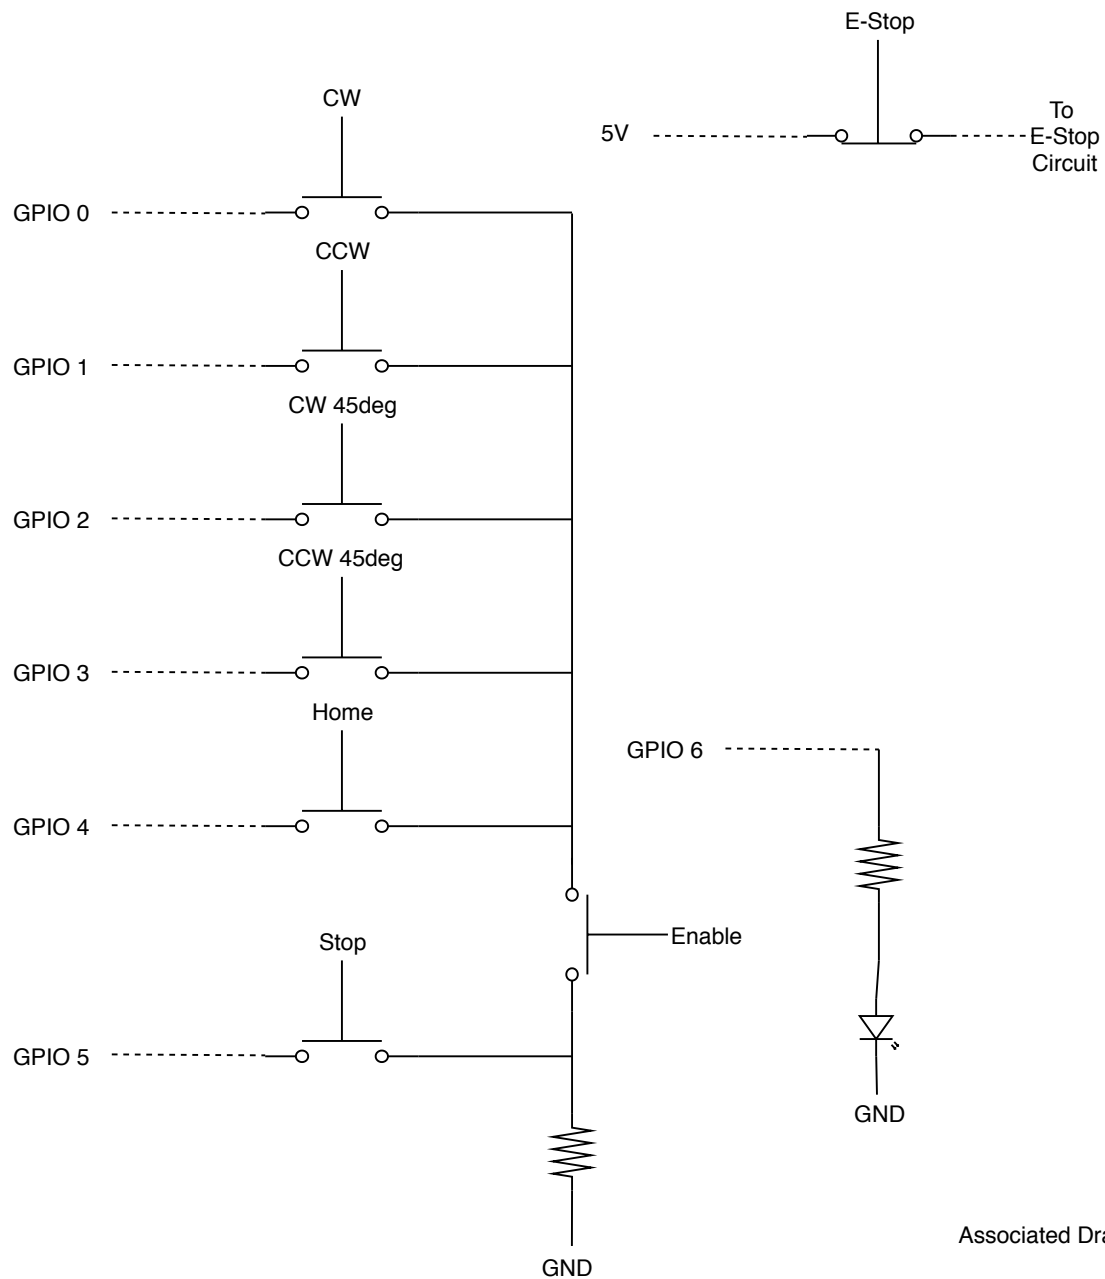 E-Stop
CW
5V
To
E-Stop
Circuit
GPIO 0
CCW
GPIO 1
CW 45deg
GPIO 2
CCW 45deg
GPIO 3
Home
GPIO 6
GPIO 4
Enable
Stop
GPIO 5
GND
Associated
GND